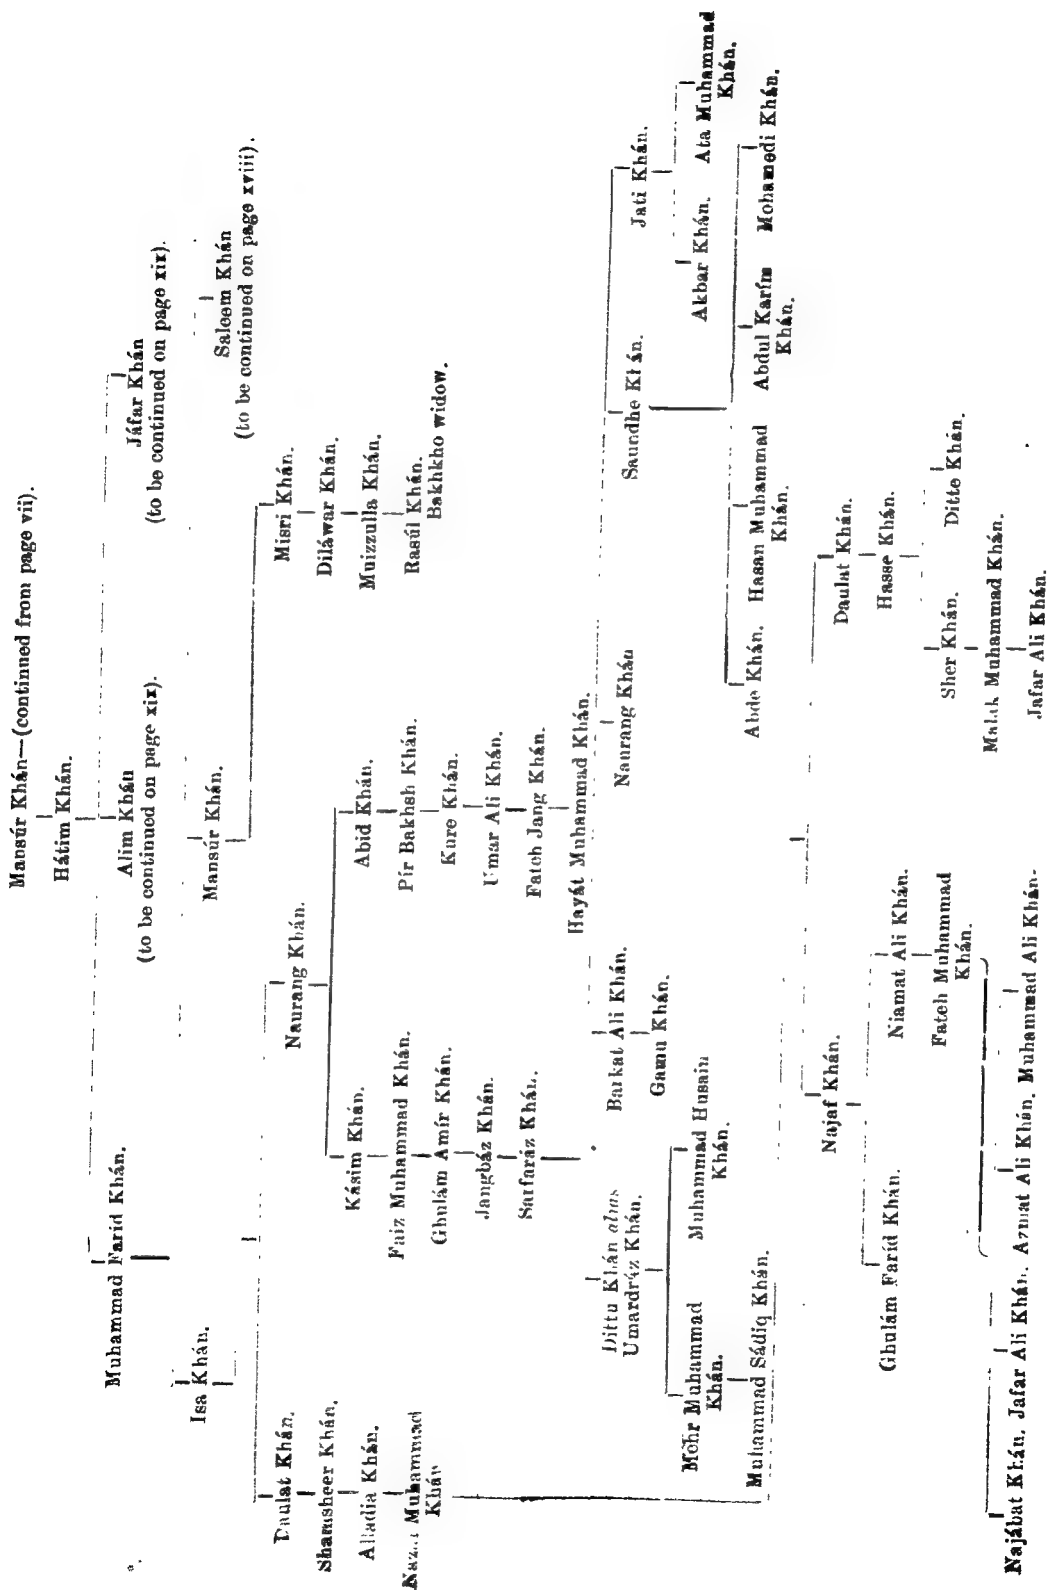 Mansúr Khán—(continued from page vii).
Hátim Khán.
Muhammad Farid Khán.
Alim Khán
(to be continued on page xix).
Jáfar Khán
(to be continued on page xix).
Isa Khán.
Mansúr Khán.
Saleem Khán
(to be continued on page xviii).
Daulat Khán.
Naurang Khán.
Misri Khán.
Shamsheer Khán.
Kásim Khán.
Abid Khán.
Diláwar Khán.
Alladia Khán.
Faiz Muhammad Khán.
Pír Bakhsh Khán.
Muizzulla Khán.
Muhammad
Khán
Ghulám Amír Khán.
Kure Khán.
Rasúl Khán.
Bakhkho widow.
Jangbáz Khán.
Umar Ali Khán.
Sarfaráz Khán.
Fateh Jang Khán.
Hayát Muhammad Khán.
Dittu Khán alias
Umardráz Khán.
Barkat Ali Khán.
Naurang Khán
Saundhe Khán.
Jati Khán.
Gamu Khán.
Mehr Muhammad
Khán.
Muhammad Husain
Khán.
Akbar Khán.
Ata Muhammad
Khán.
Muhammad Sádiq Khán.
Abde Khán.
Hasan Muhammad
Khán.
Abdul Karím
Khán.
Mohamedi Khán.
Najaf Khán.
Daulat Khán.
Ghulám Farid Khán.
Niamat Ali Khán.
Hasse Khán.
Fateh Muhammad
Khán.
Sher Khán.
Ditte Khán.
Malik Muhammad Khán.
Najábat Khán. Jafar Ali Khán. Azmat Ali Khán. Muhammad Ali Khán.
Jafar Ali Khán.